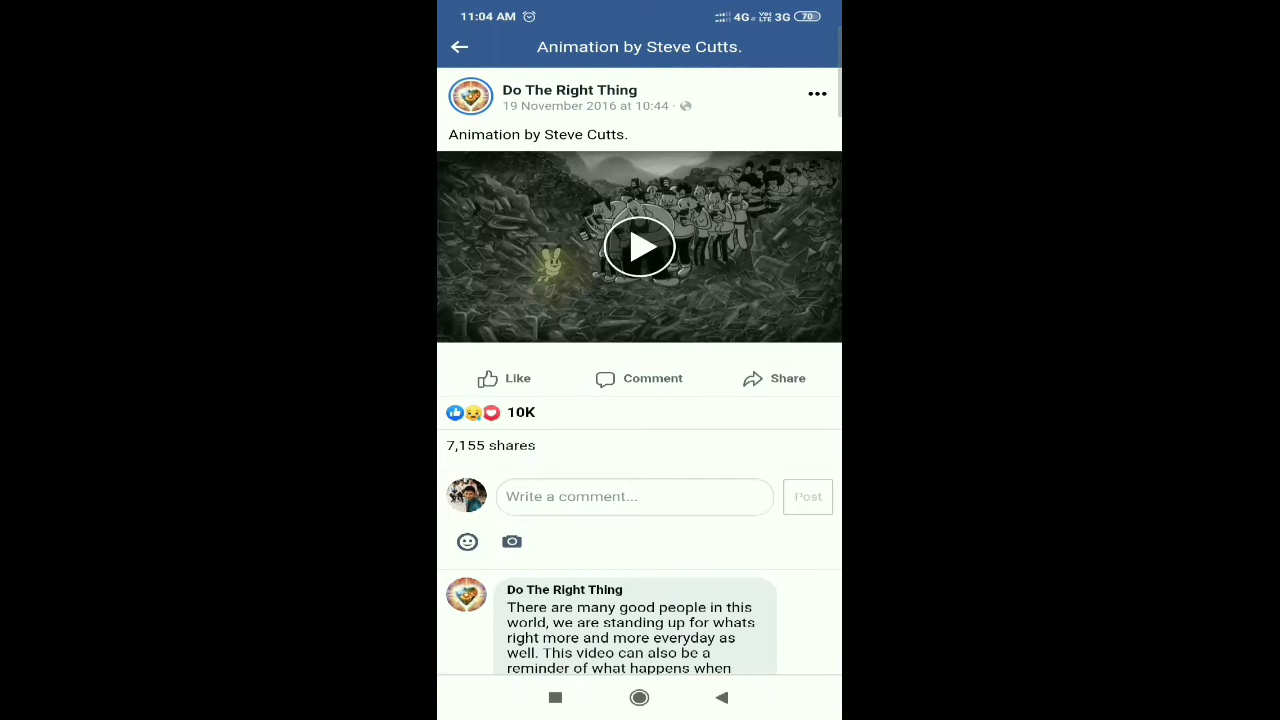 11:04 AM 4G Vo LTE 3G 70
Animation by Steve Cutts.
Do The Right Thing
19 November 2016 at 10:44 ·
Animation by Steve Cutts.
Like Comment Share
10K
7,155 shares
Write a comment... Post
Do The Right Thing
There are many good people in this
world, we are standing up for whats
right more and more everyday as
well. This video can also be a
reminder of what happens when